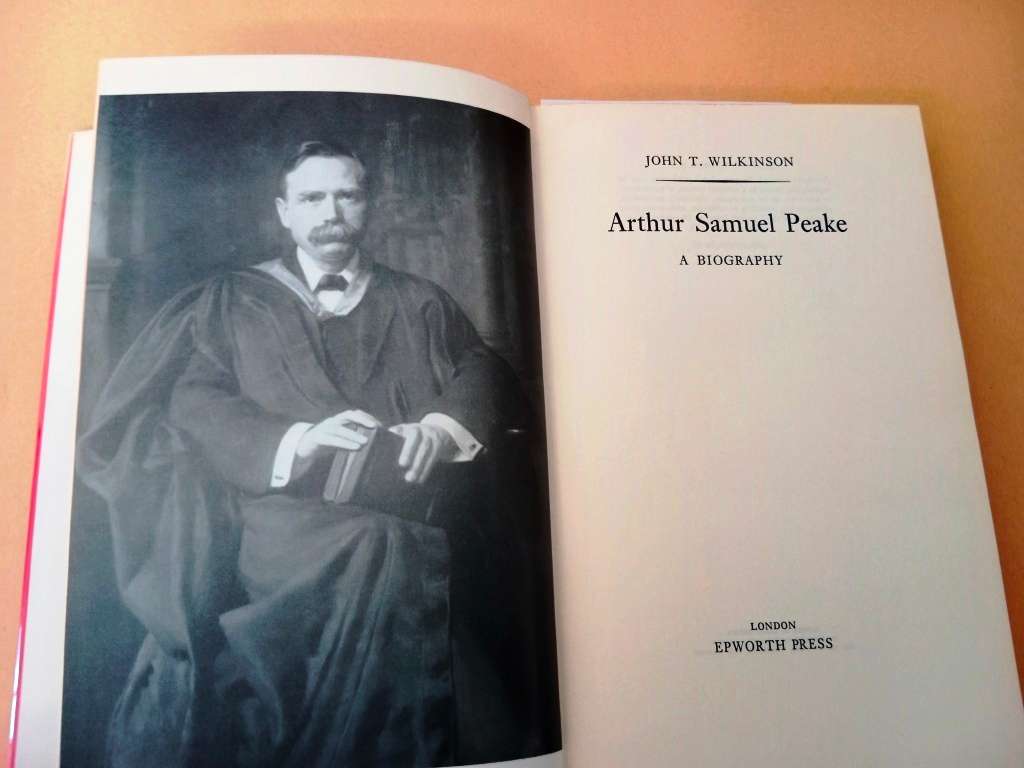 JOHN T. WILKINSON
Arthur Samuel Peake
A BIOGRAPHY
LONDON
EPWORTH PRESS